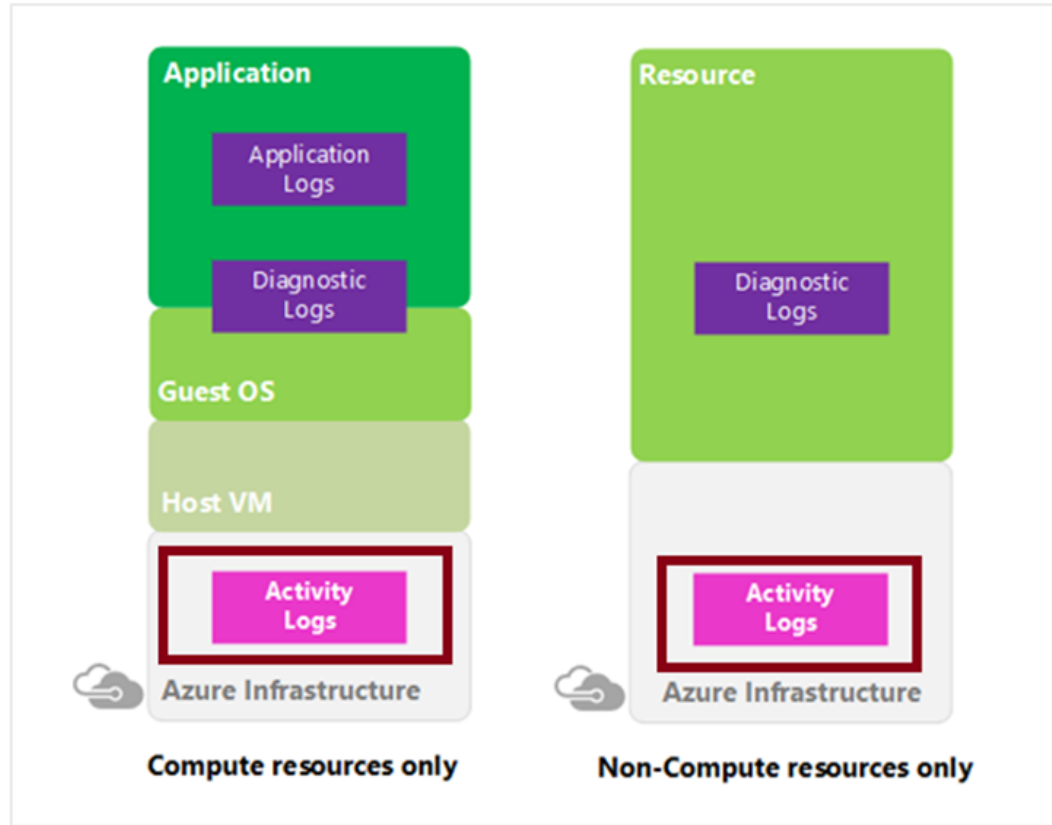 Application
Application
Logs
Diagnostic
Logs
Guest OS
Host VM
Activity
Logs
Azure Infrastructure
Compute resources only
Resource
Diagnostic
Logs
Activity
Logs
Azure Infrastructure
Non-Compute resources only